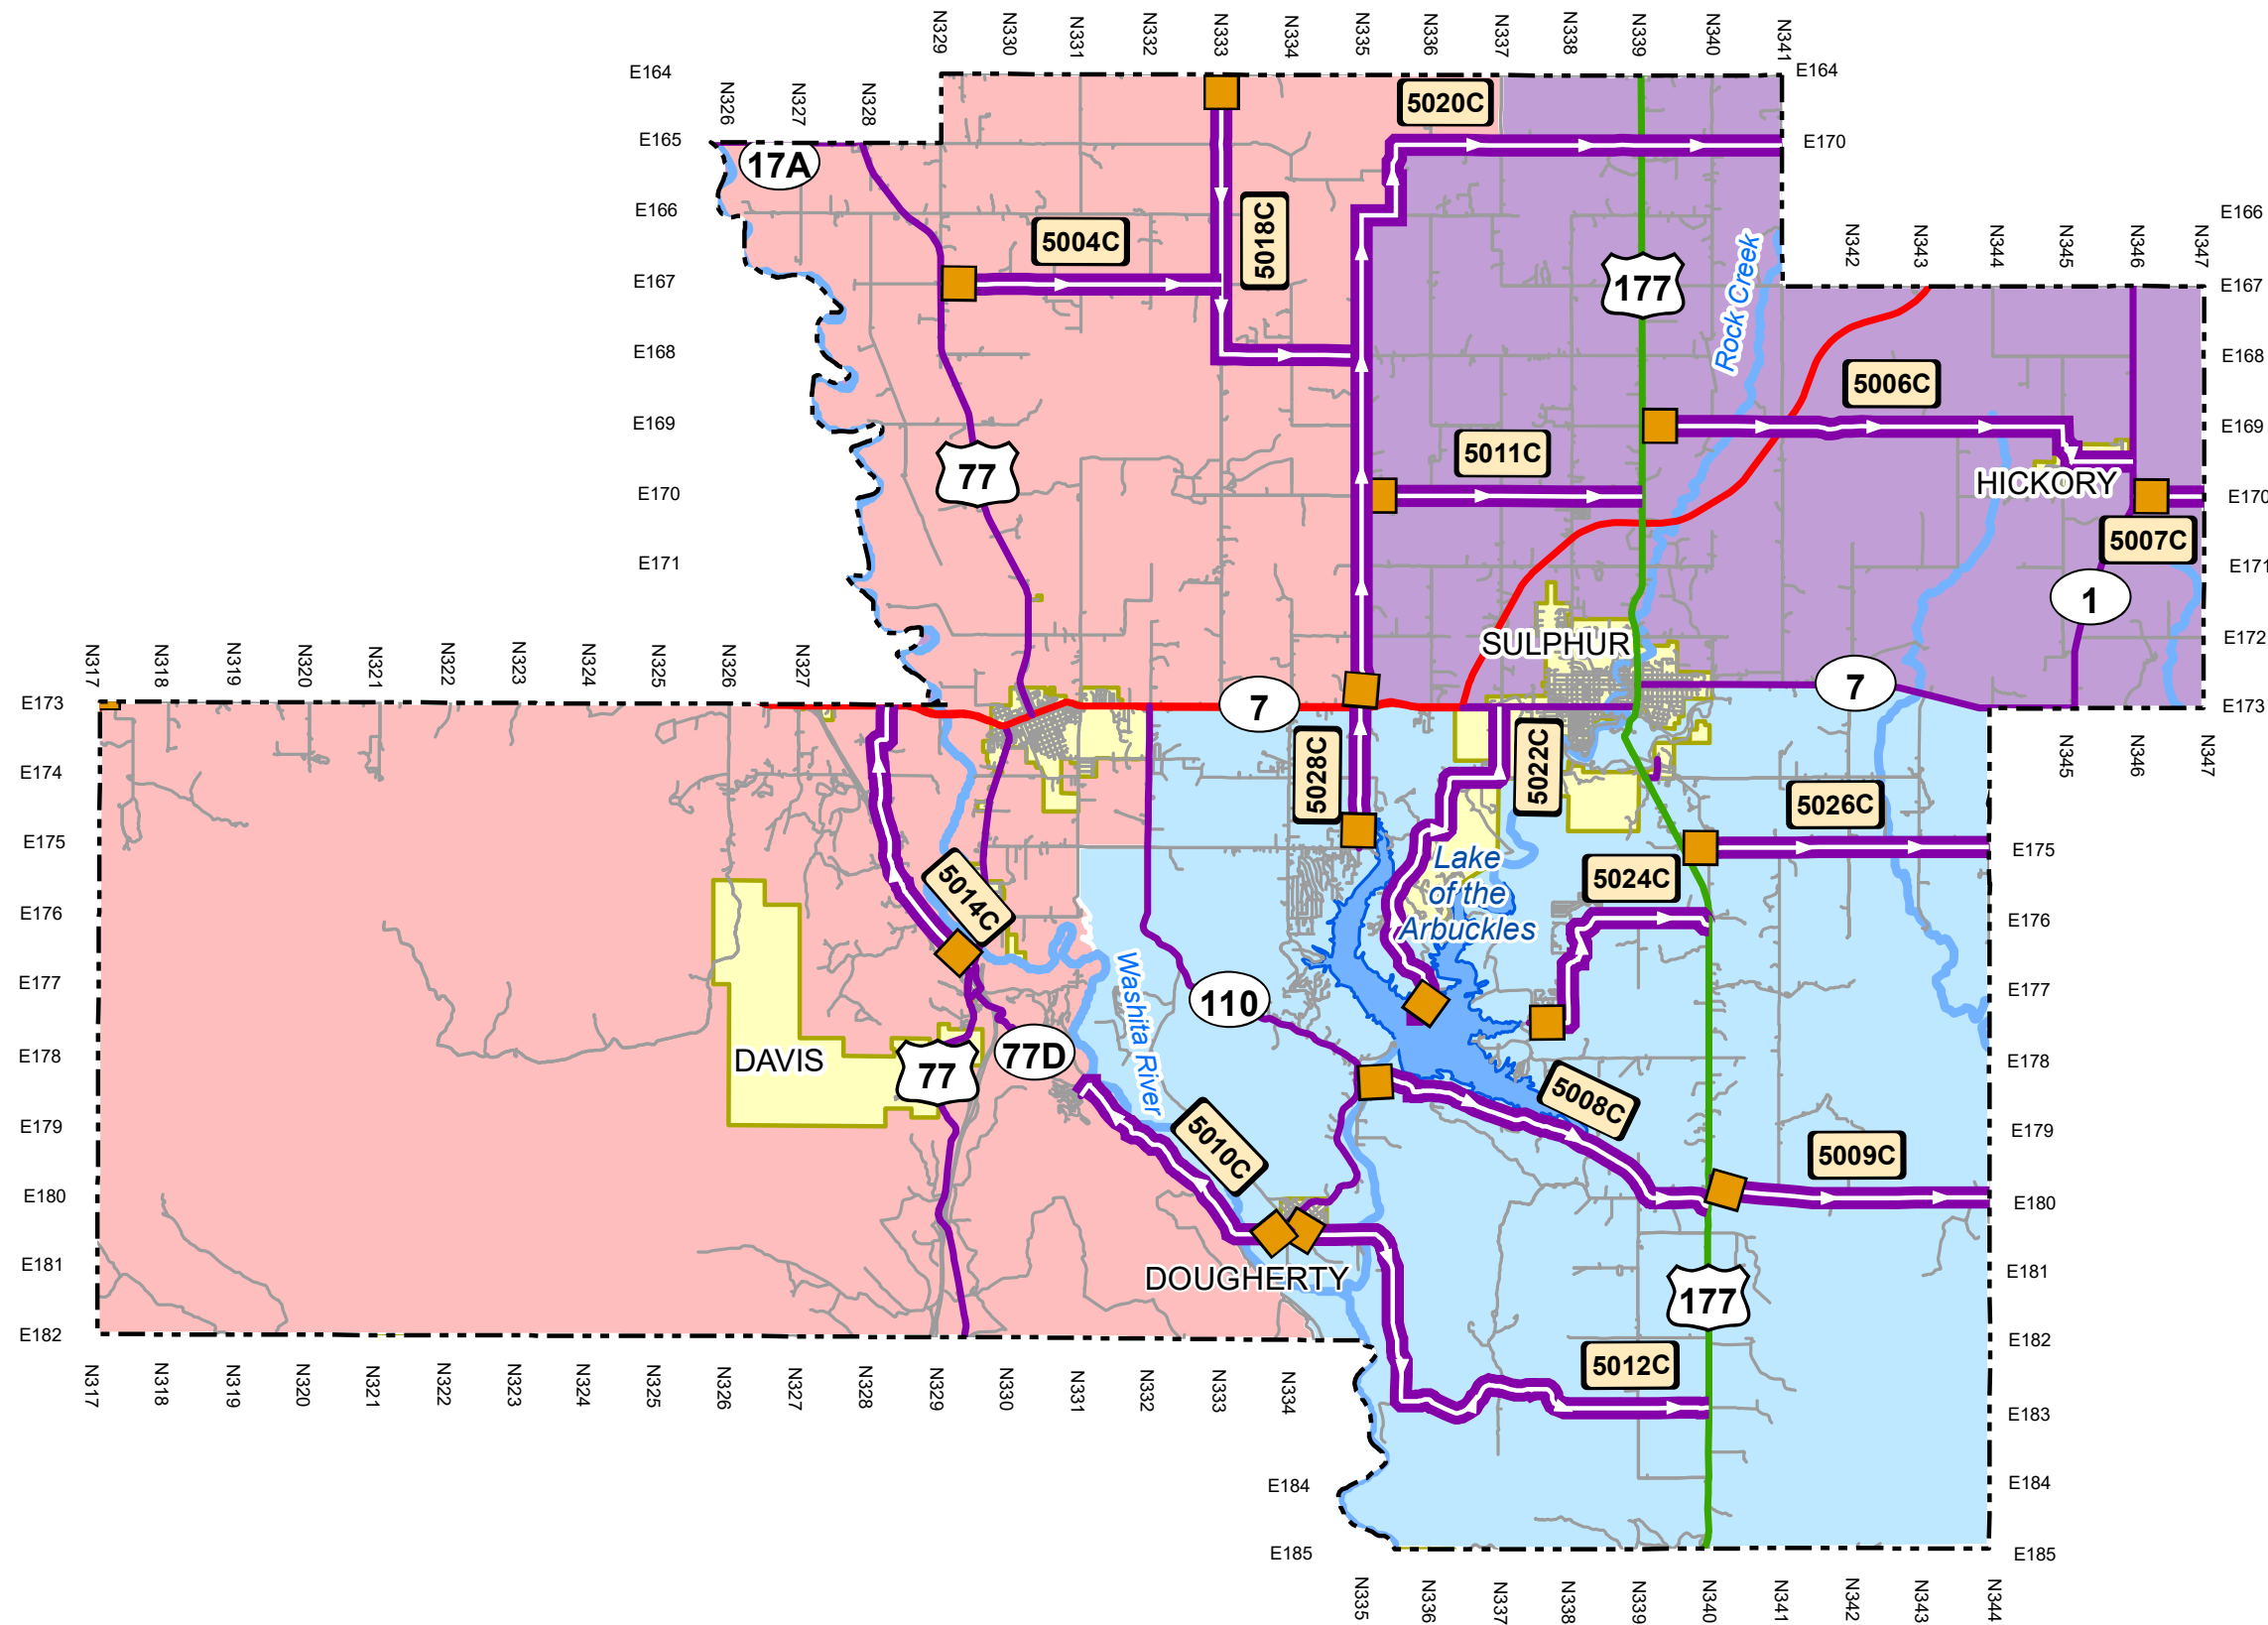 N329
N330
N331
N332
N333
N334
N335
N336
N337
N338
N339
N340
N341
E164
E164
N326
N327
N328
5020C
E165
E170
17A
E166
E166
5004C
5018C
N342
N343
N344
N345
N346
N347
E167
177
E167
Rock Creek
E168
E168
5006C
E169
E169
5011C
77
HICKORY
E170
E170
5007C
E171
E171
1
SULPHUR
E172
N317
N318
N319
N320
N321
N322
N323
N324
N325
N326
N327
7
E173
7
E173
5028C
5022C
N345
N346
N347
E174
5026C
E175
E175
Lake
of the
Arbuckles
5014C
5024C
E176
E176
E177
E177
Washita River
110
DAVIS
77
77D
E178
E178
5008C
E179
E179
5010C
5009C
E180
E180
E181
DOUGHERTY
E181
177
E182
E182
5012C
N317
N318
N319
N320
N321
N322
N323
N324
N325
N326
N327
N328
N329
N330
N331
N332
N333
N334
E183
E184
E184
E185
E185
N335
N336
N337
N338
N339
N340
N341
N342
N343
N344